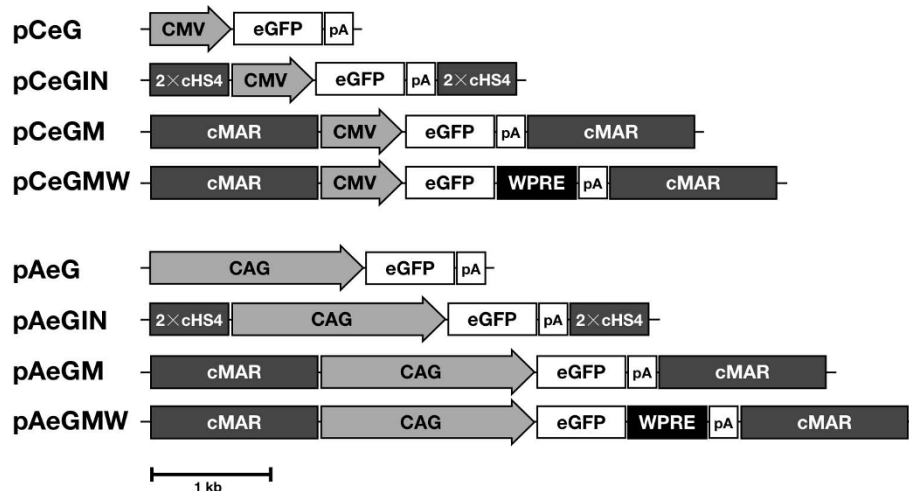 pCeG CMV eGFP pA
pCeGIN 2×cHS4 CMV eGFP pA 2×cHS4
pCeGM cMAR CMV eGFP pA cMAR
pCeGMW cMAR CMV eGFP WPRE pA cMAR
pAeG CAG eGFP pA
pAeGIN 2×cHS4 CAG eGFP pA 2×cHS4
pAeGM cMAR CAG eGFP pA cMAR
pAeGMW cMAR CAG eGFP WPRE pA cMAR
1 kb